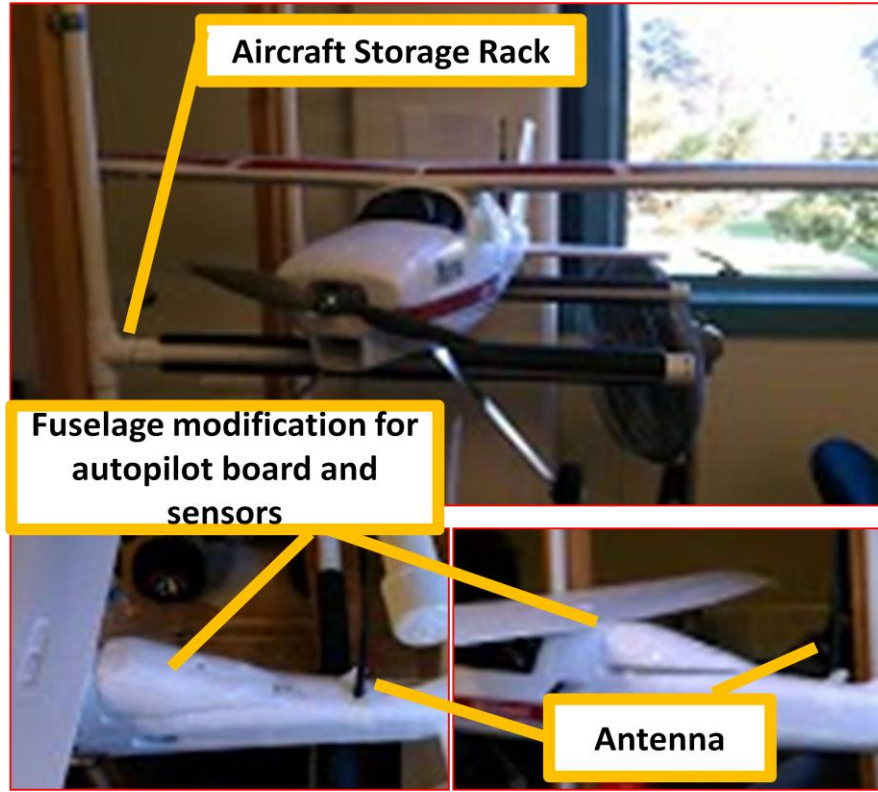 Aircraft Storage Rack
Fuselage modification for
autopilot board and
sensors
Antenna